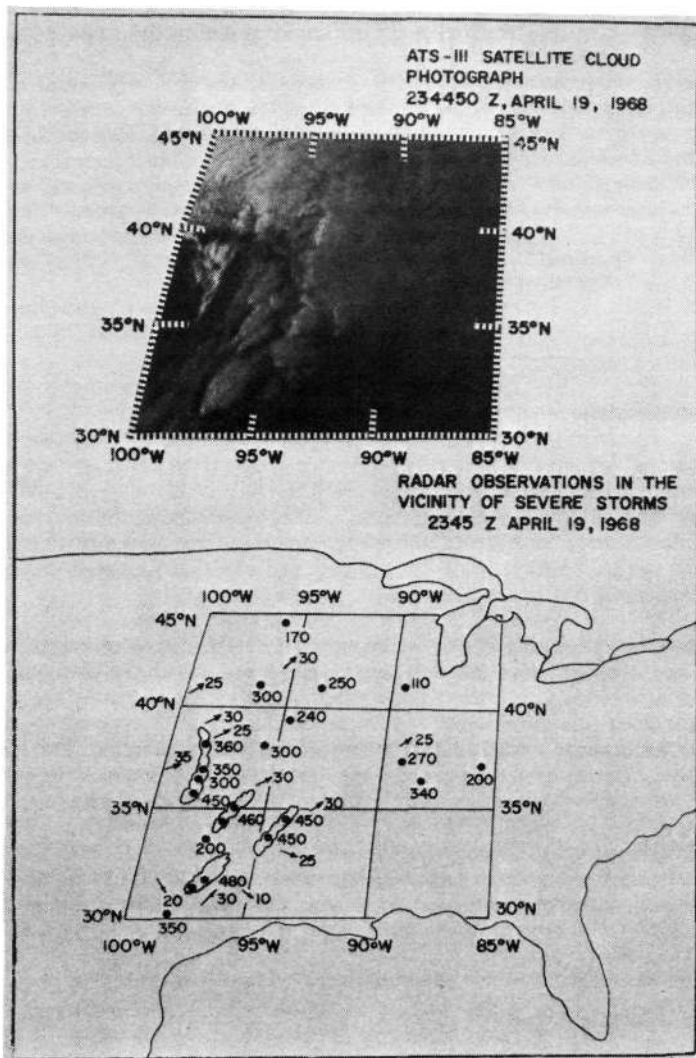 ATS-III SATELLITE CLOUD
PHOTOGRAPH
234450 Z, APRIL 19, 1968
100°W 95°W 90°W 85°W
45°N 45°N
40°N 40°N
35°N 35°N
30°N 30°N
100°W 95°W 90°W 85°W
RADAR OBSERVATIONS IN THE
VICINITY OF SEVERE STORMS
2345 Z APRIL 19, 1968
100°W 95°W 90°W
45°N 45°N
170
30
25 300 250 110
40°N 40°N
30 240
25 25
360 300 270
35 350 200
300 30 340
450 35°N
35°N 30
460 450
200 450
25
480
20 30 10
30°N 30°N
350
100°W 95°W 90°W 85°W